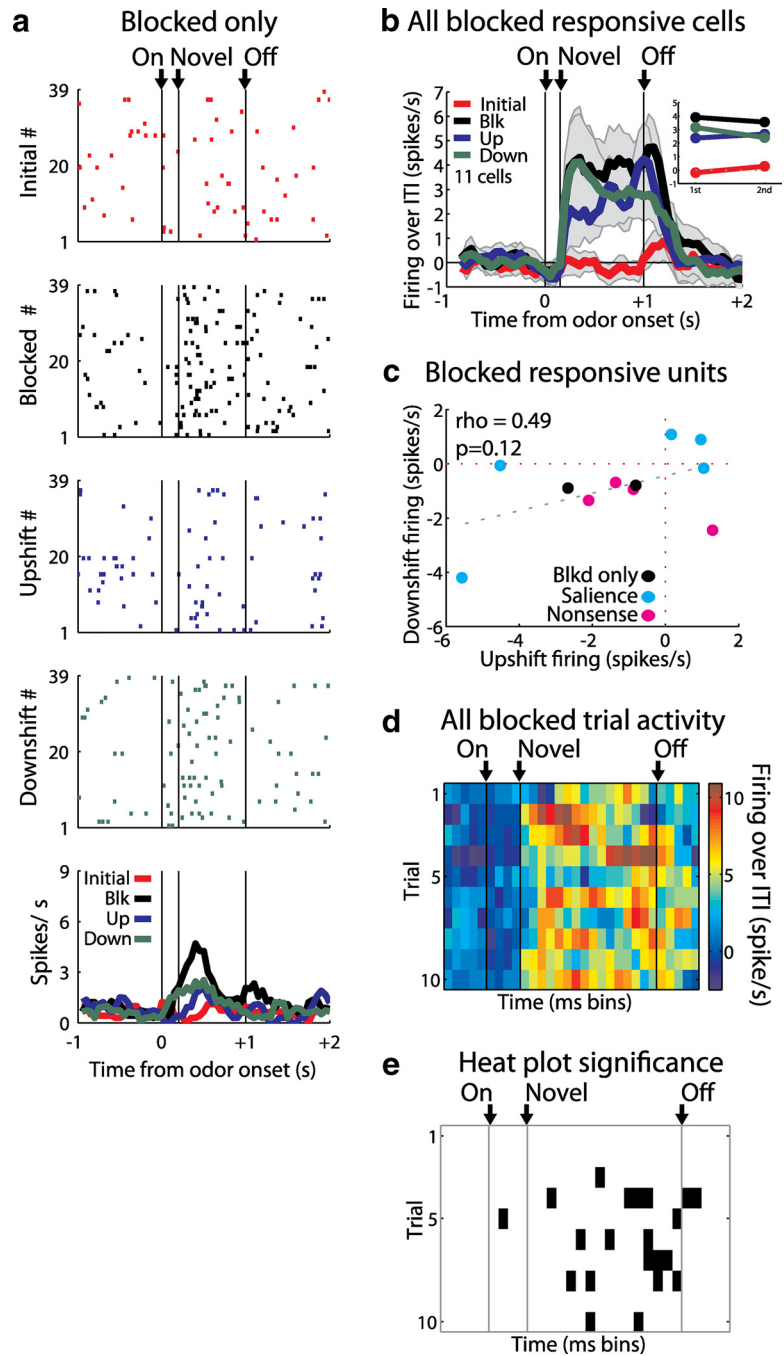 a
Blocked only
On Novel Off
39
20
1
Initial #
39
20
1
Blocked #
39
20
1
Upshift #
39
20
1
Downshift #
9
6
3
0
Spikes/ s
Initial
Blk
Up
Down
-1 0 +1 +2
Time from odor onset (s)
b All blocked responsive cells
On Novel Off
7
6
5
4
3
2
1
0
-1
Firing over ITI (spikes/s)
Initial
Blk
Up
Down
11 cells
5
4
3
2
1
0
-1
1st 2nd
-1 0 +1 +2
Time from odor onset (s)
c Blocked responsive units
2
0
-2
-4
-6
Downshift firing (spikes/s)
rho = 0.49
p=0.12
Blkd only
Salience
Nonsense
-6 -4 -2 0 2
Upshift firing (spikes/s)
d All blocked trial activity
On Novel Off
1
5
10
Trial
Time (ms bins)
10
5
0
Firing over ITI (spike/s)
e Heat plot significance
On Novel Off
1
5
10
Trial
Time (ms bins)